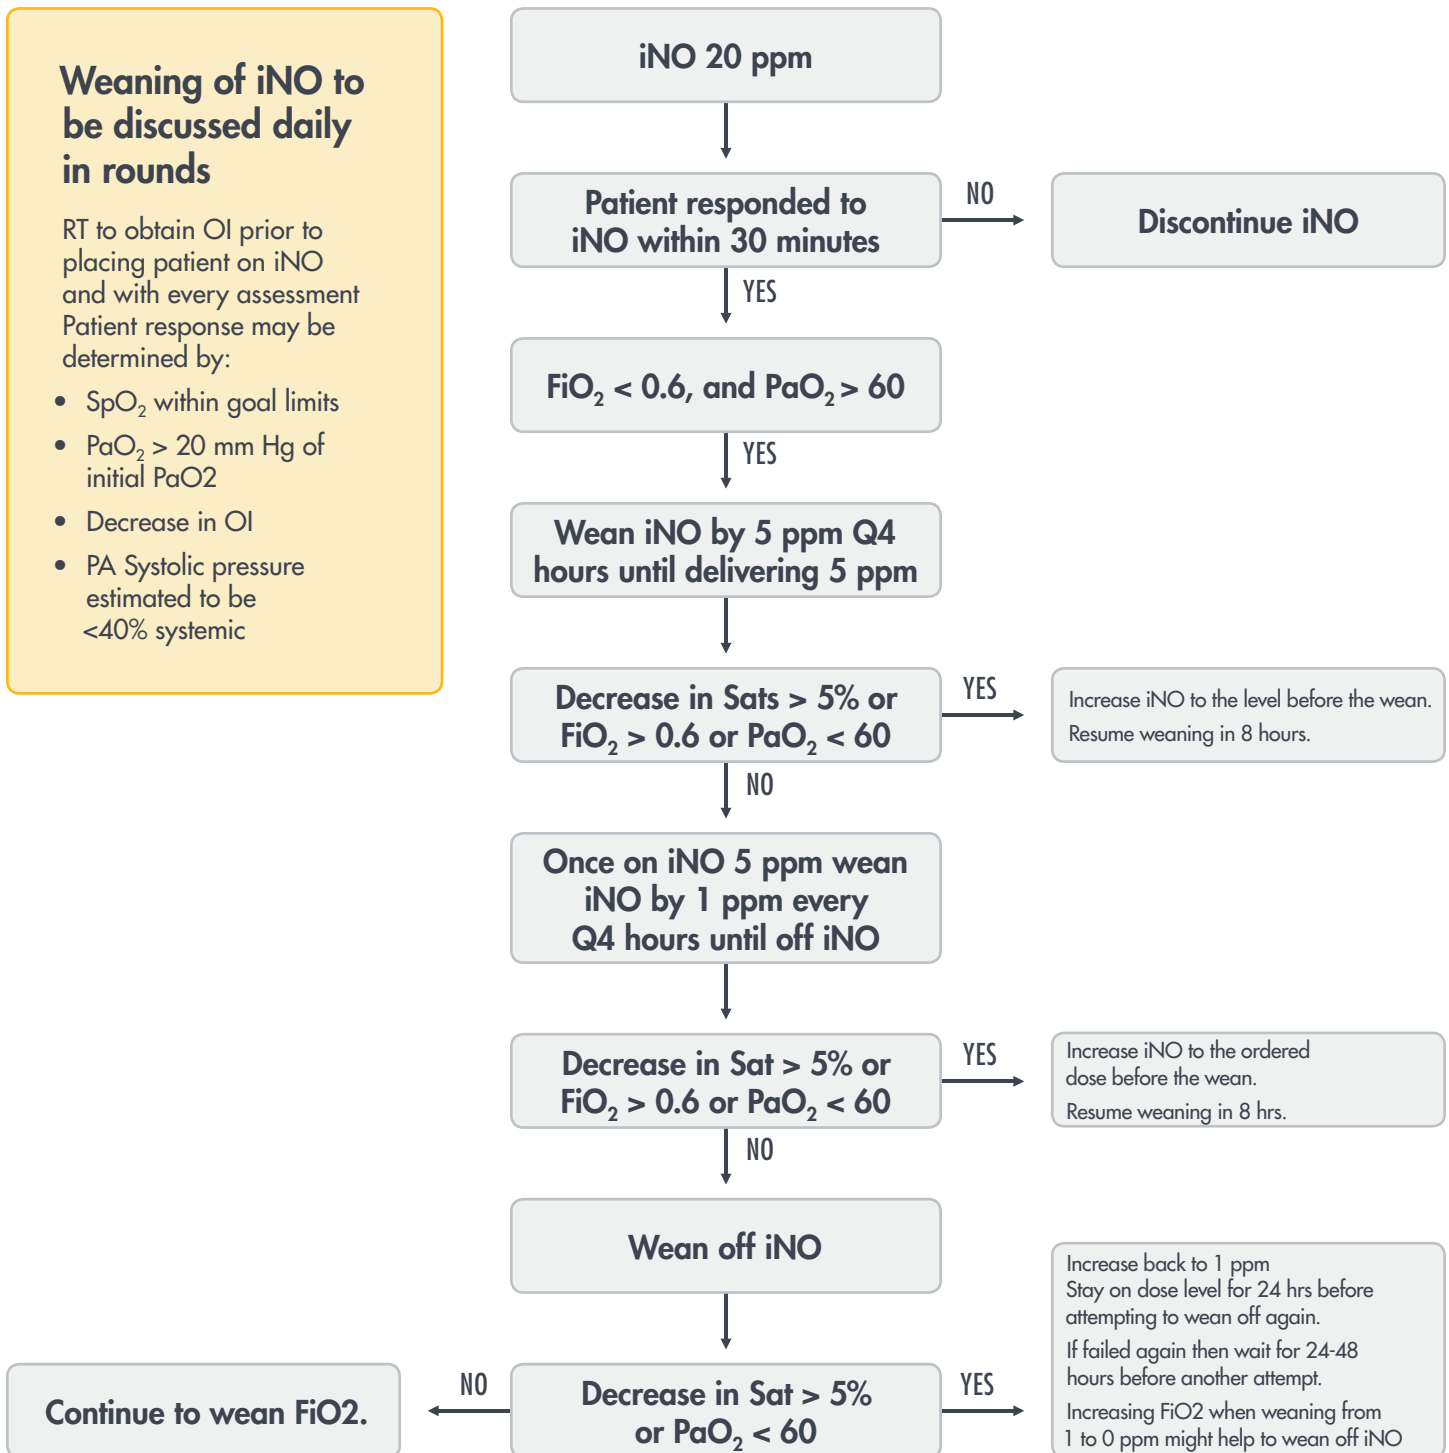 Weaning of iNO to
be discussed daily
in rounds
RT to obtain OI prior to
placing patient on iNO
and with every assessment
Patient response may be
determined by:
• SpO₂ within goal limits
• PaO₂ > 20 mm Hg of
initial PaO2
• Decrease in OI
• PA Systolic pressure
estimated to be
<40% systemic
iNO 20 ppm
Patient responded to
iNO within 30 minutes
NO
Discontinue iNO
YES
FiO₂ < 0.6, and PaO₂ > 60
YES
Wean iNO by 5 ppm Q4
hours until delivering 5 ppm
Decrease in Sats > 5% or
FiO₂ > 0.6 or PaO₂ < 60
YES
Increase iNO to the level before the wean.
Resume weaning in 8 hours.
NO
Once on iNO 5 ppm wean
iNO by 1 ppm every
Q4 hours until off iNO
Decrease in Sat > 5% or
FiO₂ > 0.6 or PaO₂ < 60
YES
Increase iNO to the ordered
dose before the wean.
Resume weaning in 8 hrs.
NO
Wean off iNO
Decrease in Sat > 5%
or PaO₂ < 60
NO
Continue to wean FiO2.
YES
Increase back to 1 ppm
Stay on dose level for 24 hrs before
attempting to wean off again.
If failed again then wait for 24-48
hours before another attempt.
Increasing FiO2 when weaning from
1 to 0 ppm might help to wean off iNO